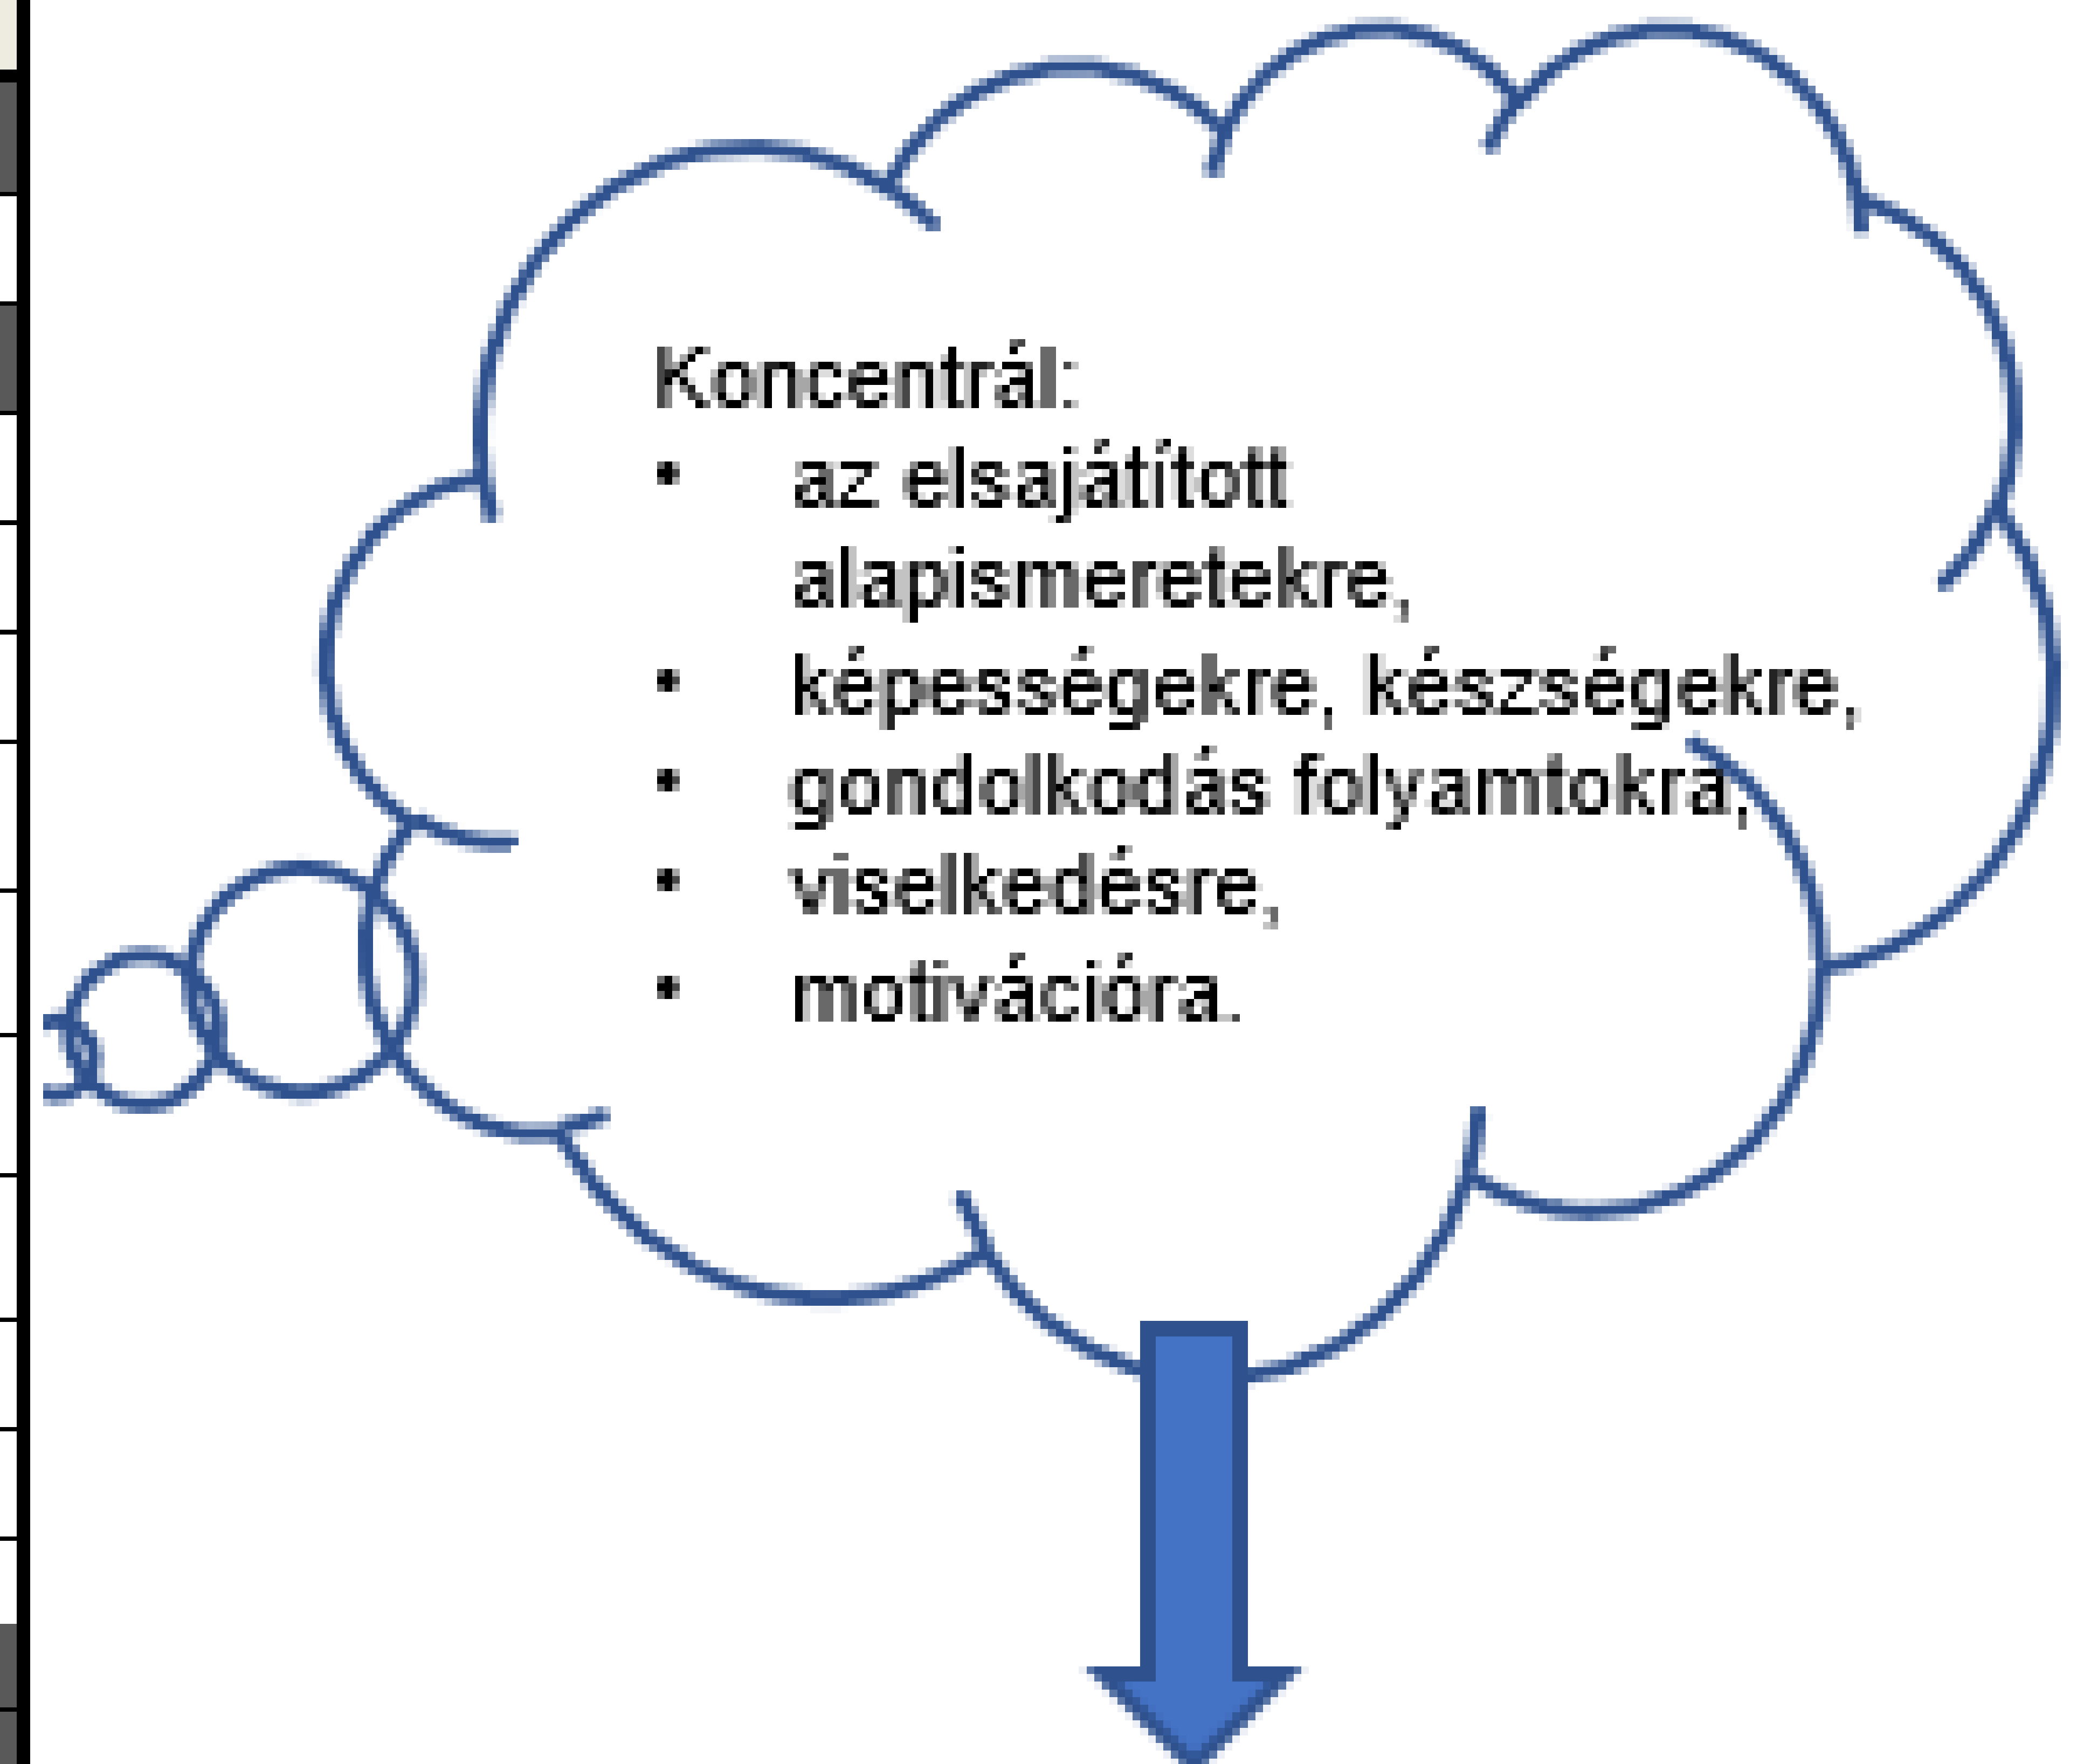 Koncentrál:
• az elsajátított
alapismeretekre,
• képességekre, készségekre,
• gondolkodás folyamtokra,
• viselkedésre,
• motivációra.